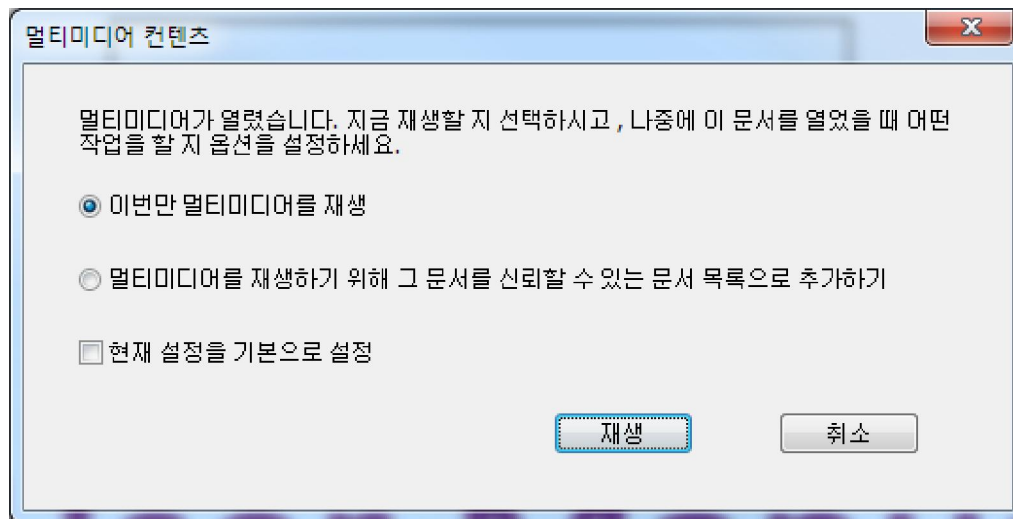 멀티미디어 컨텐츠
멀티미디어가 열렸습니다. 지금 재생할 지 선택하시고 , 나중에 이 문서를 열었을 때 어떤
작업을 할 지 옵션을 설정하세요.
이번만 멀티미디어를 재생
멀티미디어를 재생하기 위해 그 문서를 신뢰할 수 있는 문서 목록으로 추가하기
현재 설정을 기본으로 설정
재생 취소